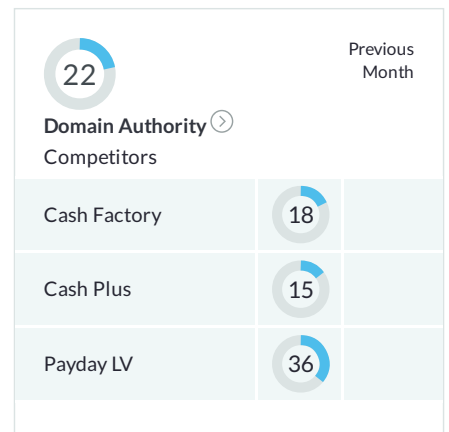 22
Previous
Month
Domain Authority
Competitors
Cash Factory 18
Cash Plus 15
Payday LV 36